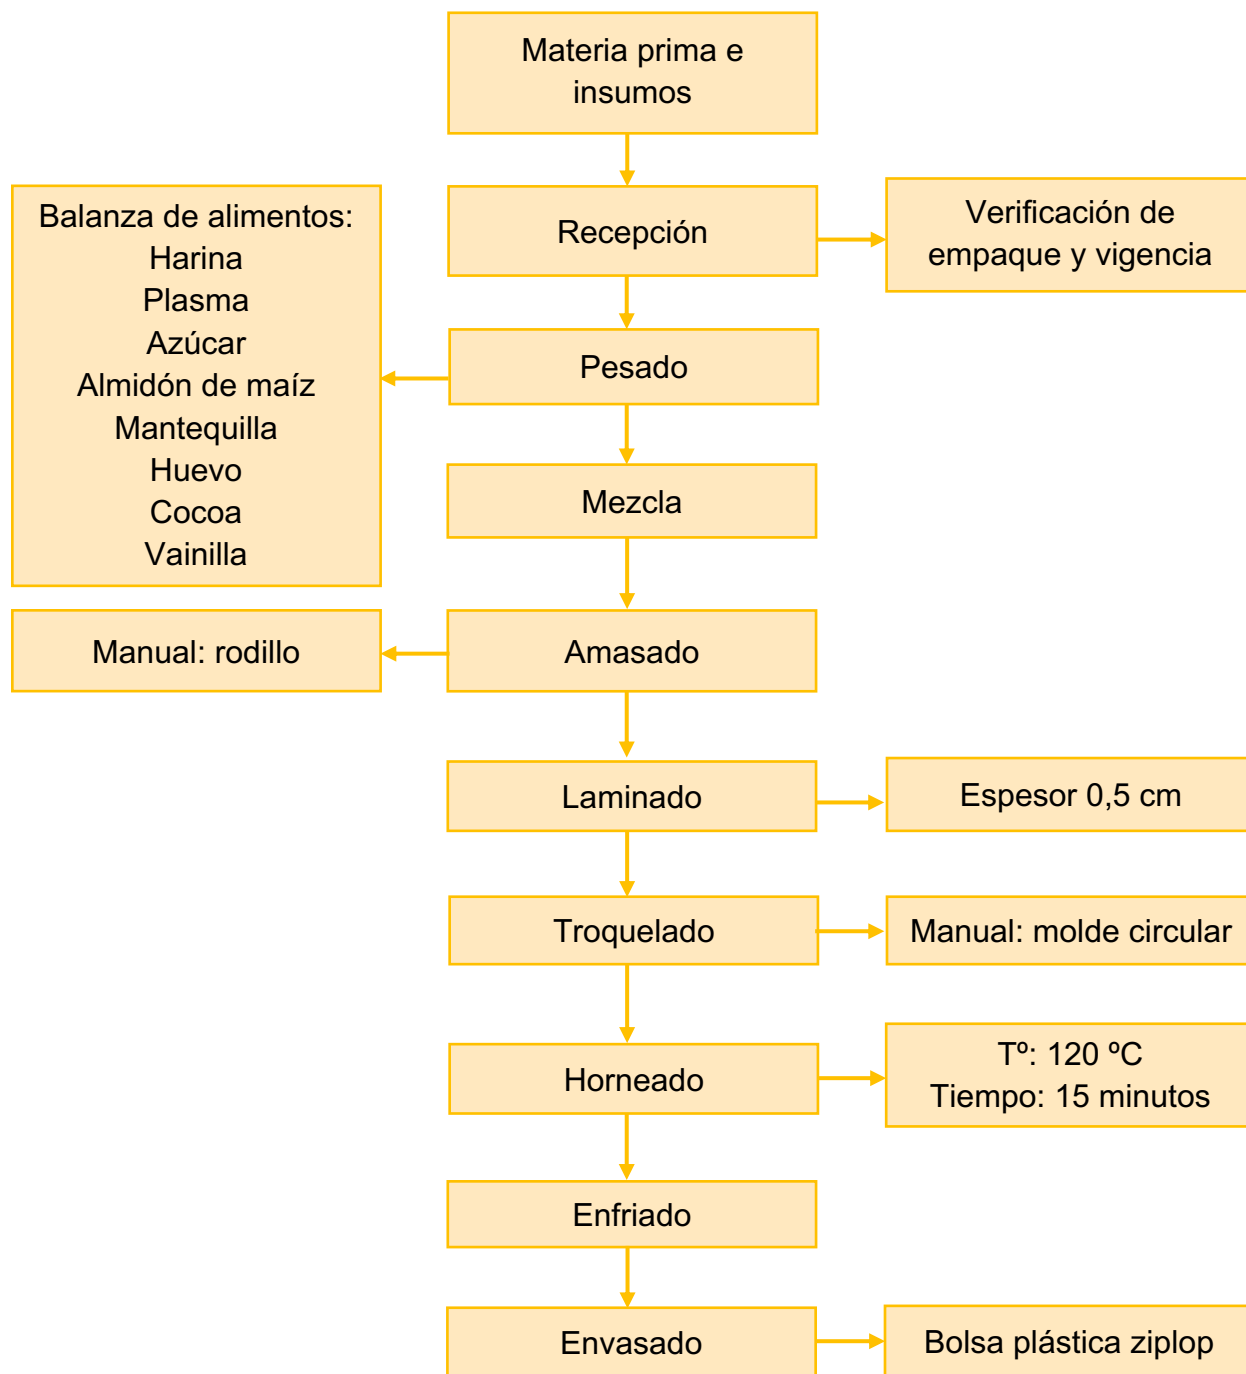 Materia prima e
insumos
Recepción
Verificación de
empaque y vigencia
Balanza de alimentos:
Harina
Plasma
Azúcar
Almidón de maíz
Mantequilla
Huevo
Cocoa
Vainilla
Pesado
Mezcla
Manual: rodillo
Amasado
Laminado
Espesor 0,5 cm
Troquelado
Manual: molde circular
Horneado
Tº: 120 ºC
Tiempo: 15 minutos
Enfriado
Envasado
Bolsa plástica ziplop